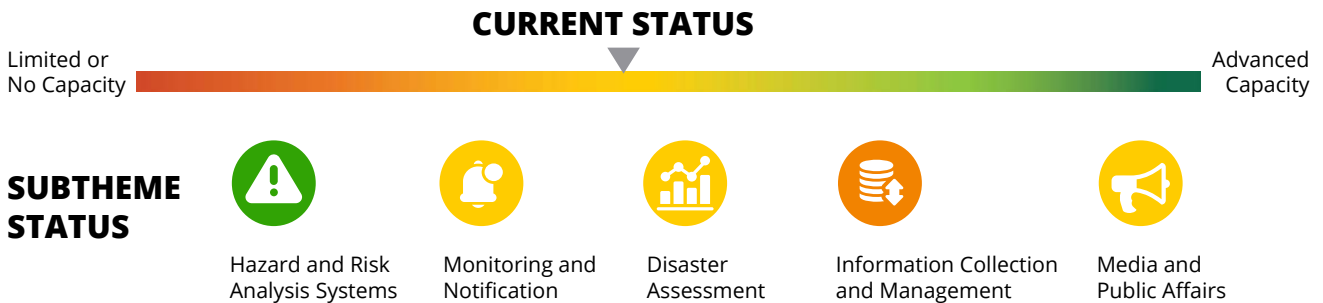 CURRENT STATUS
Limited or
No Capacity
Advanced
Capacity
SUBTHEME
STATUS
Hazard and Risk
Analysis Systems
Monitoring and
Notification
Disaster
Assessment
Information Collection
and Management
Media and
Public Affairs